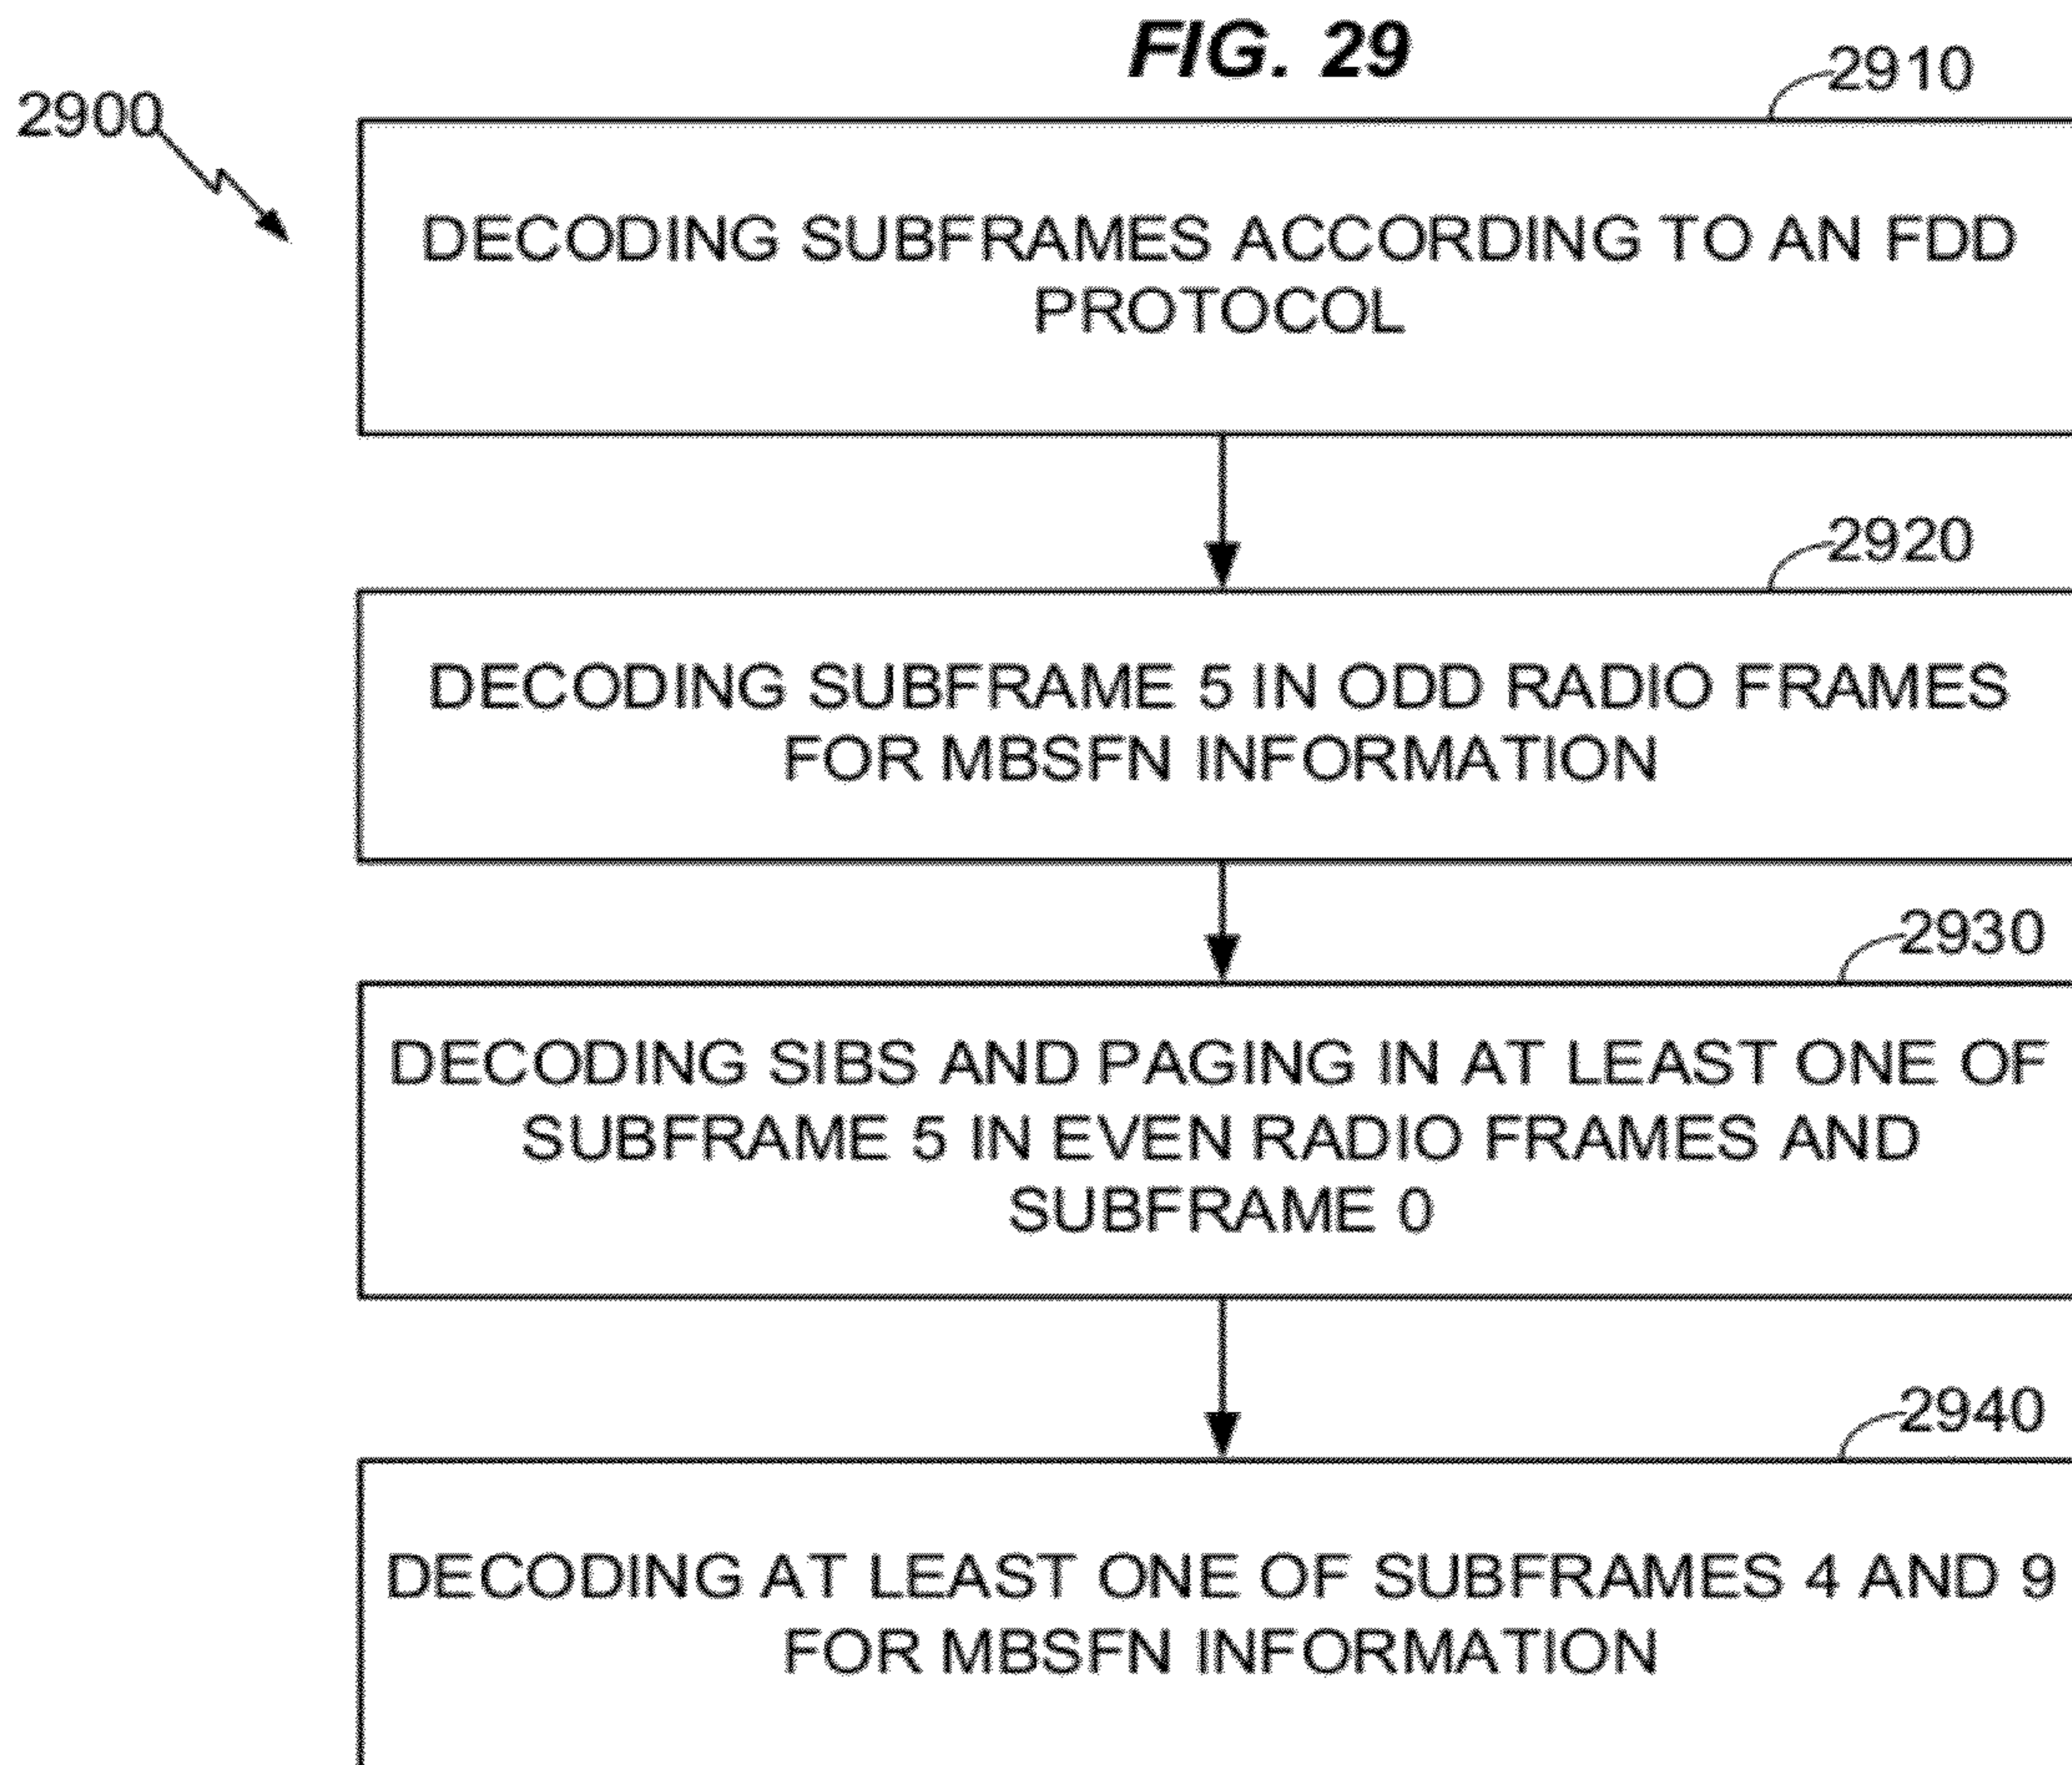 FIG. 29
2900
2910
DECODING SUBFRAMES ACCORDING TO AN FDD
PROTOCOL
2920
DECODING SUBFRAME 5 IN ODD RADIO FRAMES
FOR MBSFN INFORMATION
2930
DECODING SIBS AND PAGING IN AT LEAST ONE OF
SUBFRAME 5 IN EVEN RADIO FRAMES AND
SUBFRAME 0
2940
DECODING AT LEAST ONE OF SUBFRAMES 4 AND 9
FOR MBSFN INFORMATION